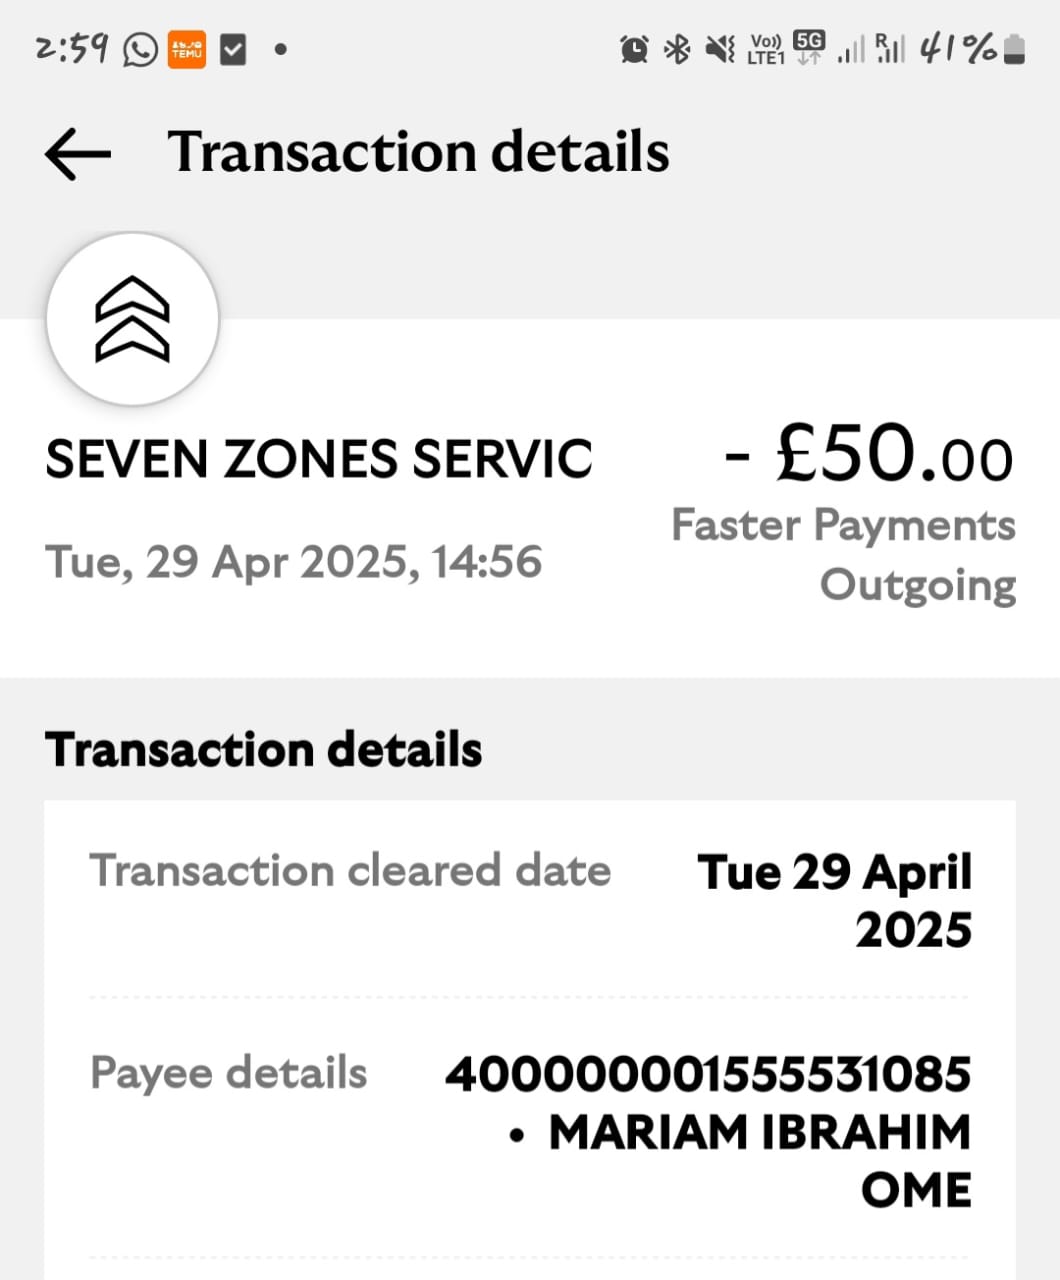 2:59 TEMU Vo)) LTE1 5G R 41%
Transaction details
SEVEN ZONES SERVIC
- £50.00
Faster Payments
Outgoing
Tue, 29 Apr 2025, 14:56
Transaction details
Transaction cleared date Tue 29 April
2025
Payee details 400000001555531085
• MARIAM IBRAHIM
OME